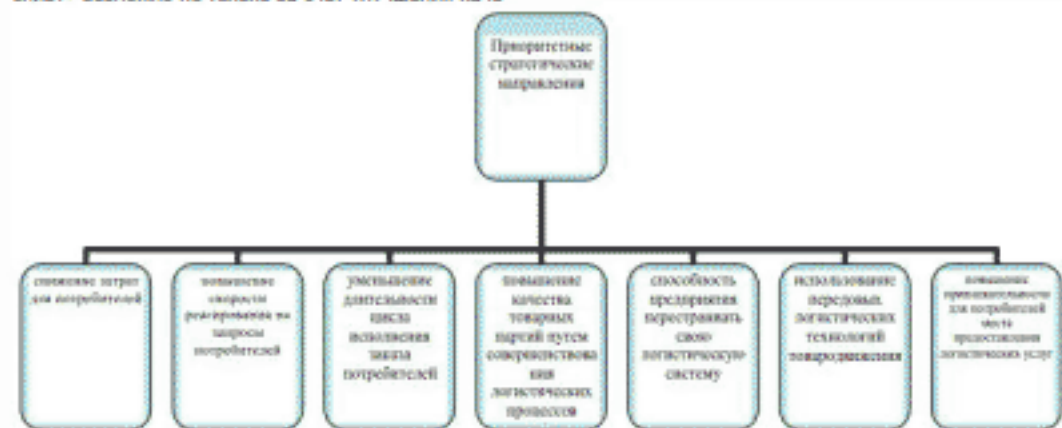 Приоритетные
стратегические
направления
снижение затрат
для потребителей
повышение
скорости
реагирования на
запросы
потребителей
уменьшение
длительности
цикла
исполнения
заказа
потребителей
повышение
качества
товарных
партий путем
совершенствова
ния
логистических
процессов
способность
предприятия
перестраивать
свою
логистическую
систему
использование
передовых
логистических
технологий
товародвижения
повышение
привлекательности
для потребителей
места
предоставления
логистических услуг